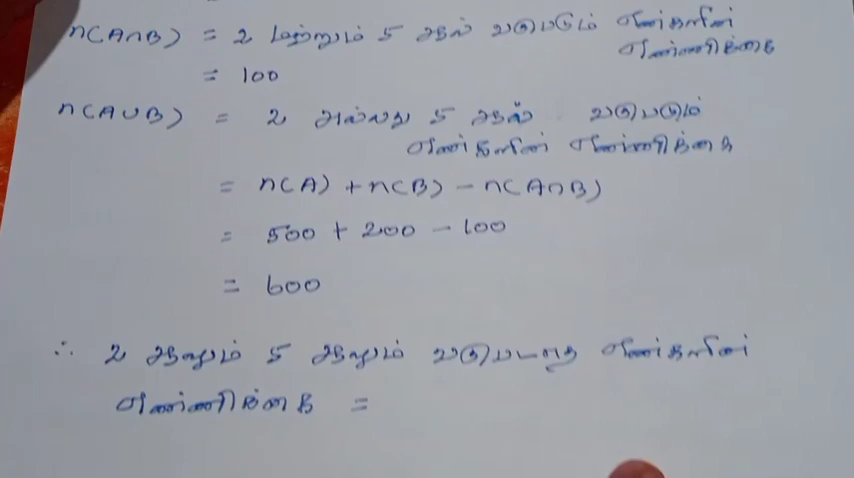 n(A∩B) = 2 மற்றும் 5 ஆல் வகுபடும் எண்களின்
எண்ணிக்கை
= 100
n(A∪B) = 2 அல்லது 5 ஆல் வகுபடும்
எண்களின் எண்ணிக்கை
= n(A) + n(B) - n(A∩B)
= 500 + 200 - 100
= 600
∴ 2 ஆலும் 5 ஆலும் வகுபடாத எண்களின்
எண்ணிக்கை =